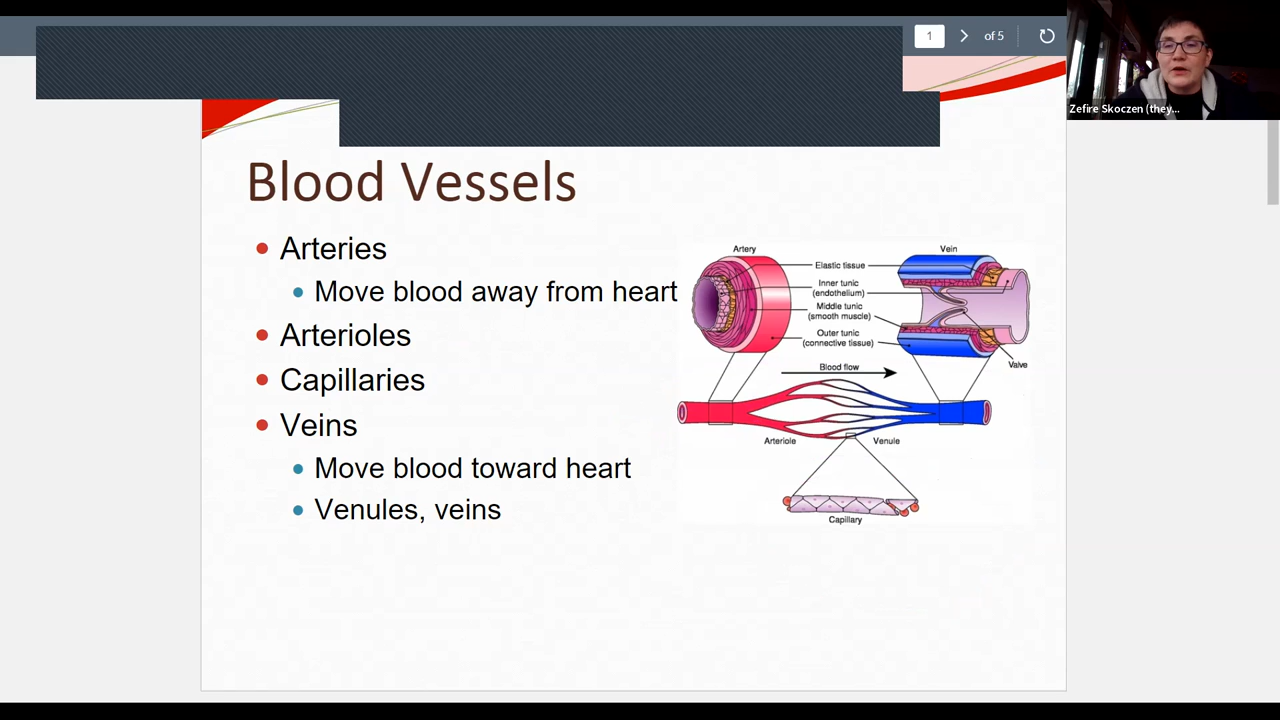 1
of 5
Zefire Skoczen (they...
Blood Vessels
Arteries
Move blood away from heart
Arterioles
Capillaries
Veins
Move blood toward heart
Venules, veins
Artery
Vein
Elastic tissue
Inner tunic
(endothelium)
Middle tunic
(smooth muscle)
Outer tunic
(connective tissue)
Valve
Blood flow
Arteriole
Venule
Capillary